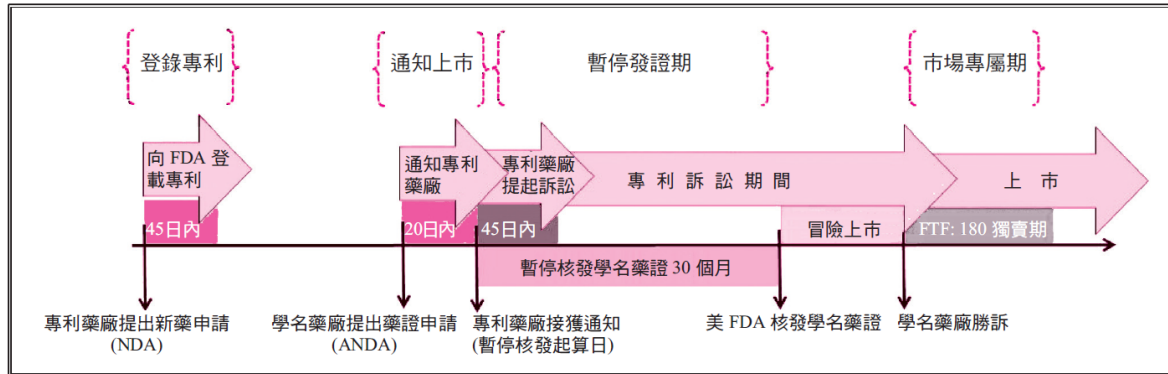 登錄專利
通知上市
暫停發證期
市場專屬期
向 FDA 登
載專利
通知專利
藥廠
專利藥廠
提起訴訟
專利訴訟期間
上市
45日內
20日內
45日內
冒險上市
FTF: 180 獨賣期
暫停核發學名藥證 30 個月
專利藥廠提出新藥申請
(NDA)
學名藥廠提出藥證申請
(ANDA)
專利藥廠接獲通知
(暫停核發起算日)
美 FDA 核發學名藥證
學名藥廠勝訴